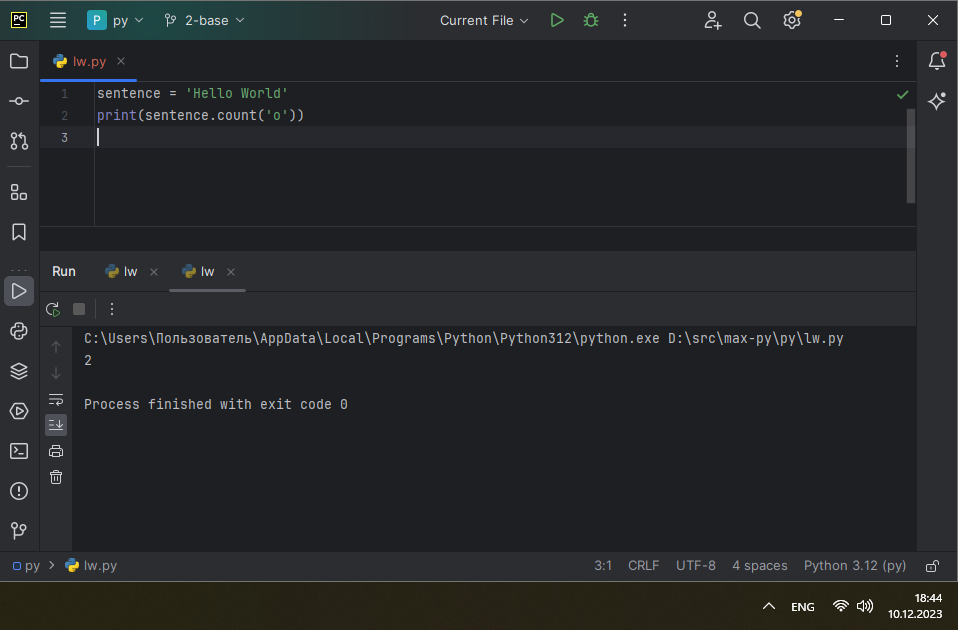 PC P py 2-base Current File
lw.py
1 sentence = 'Hello World'
2 print(sentence.count('o'))
3
Run lw lw
C:\Users\Пользователь\AppData\Local\Programs\Python\Python312\python.exe D:\src\max-py\py\lw.py
2
Process finished with exit code 0
py > lw.py 3:1 CRLF UTF-8 4 spaces Python 3.12 (py)
ENG 18:44
10.12.2023